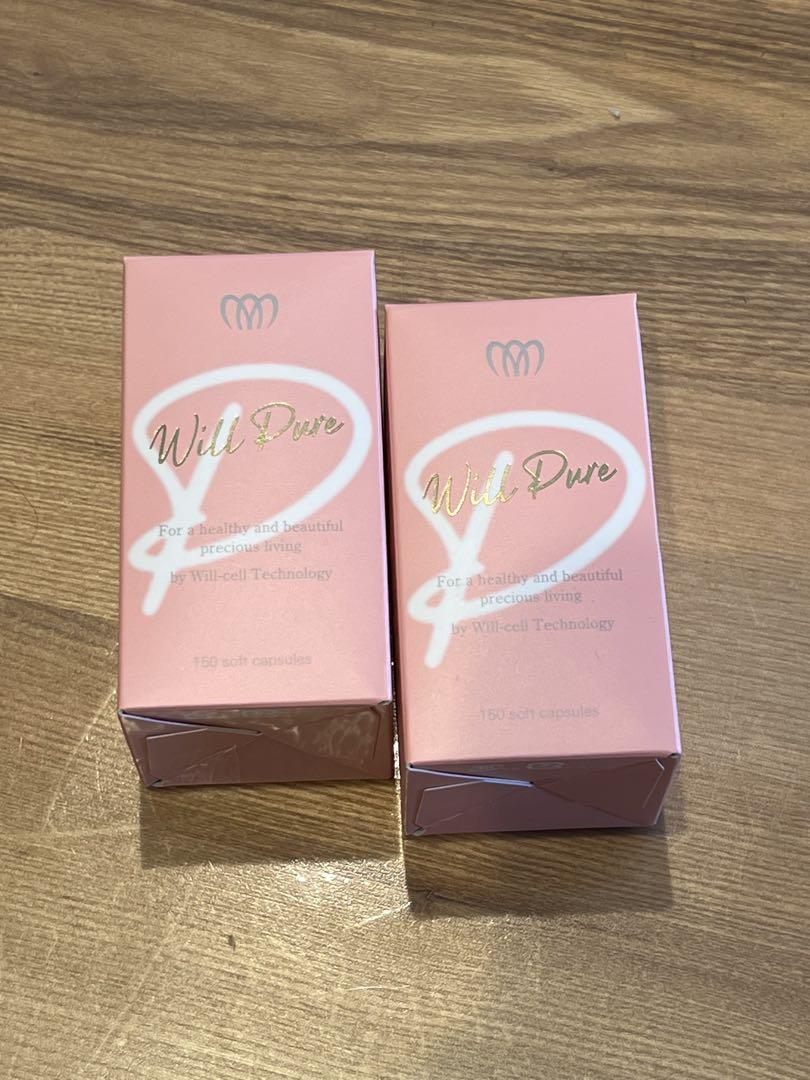 Will Pure
For a healthy and beautiful
precious living
by Will-cell Technology
150 soft capsules
Will Pure
For a healthy and beautiful
precious living
by Will-cell Technology
150 soft capsules